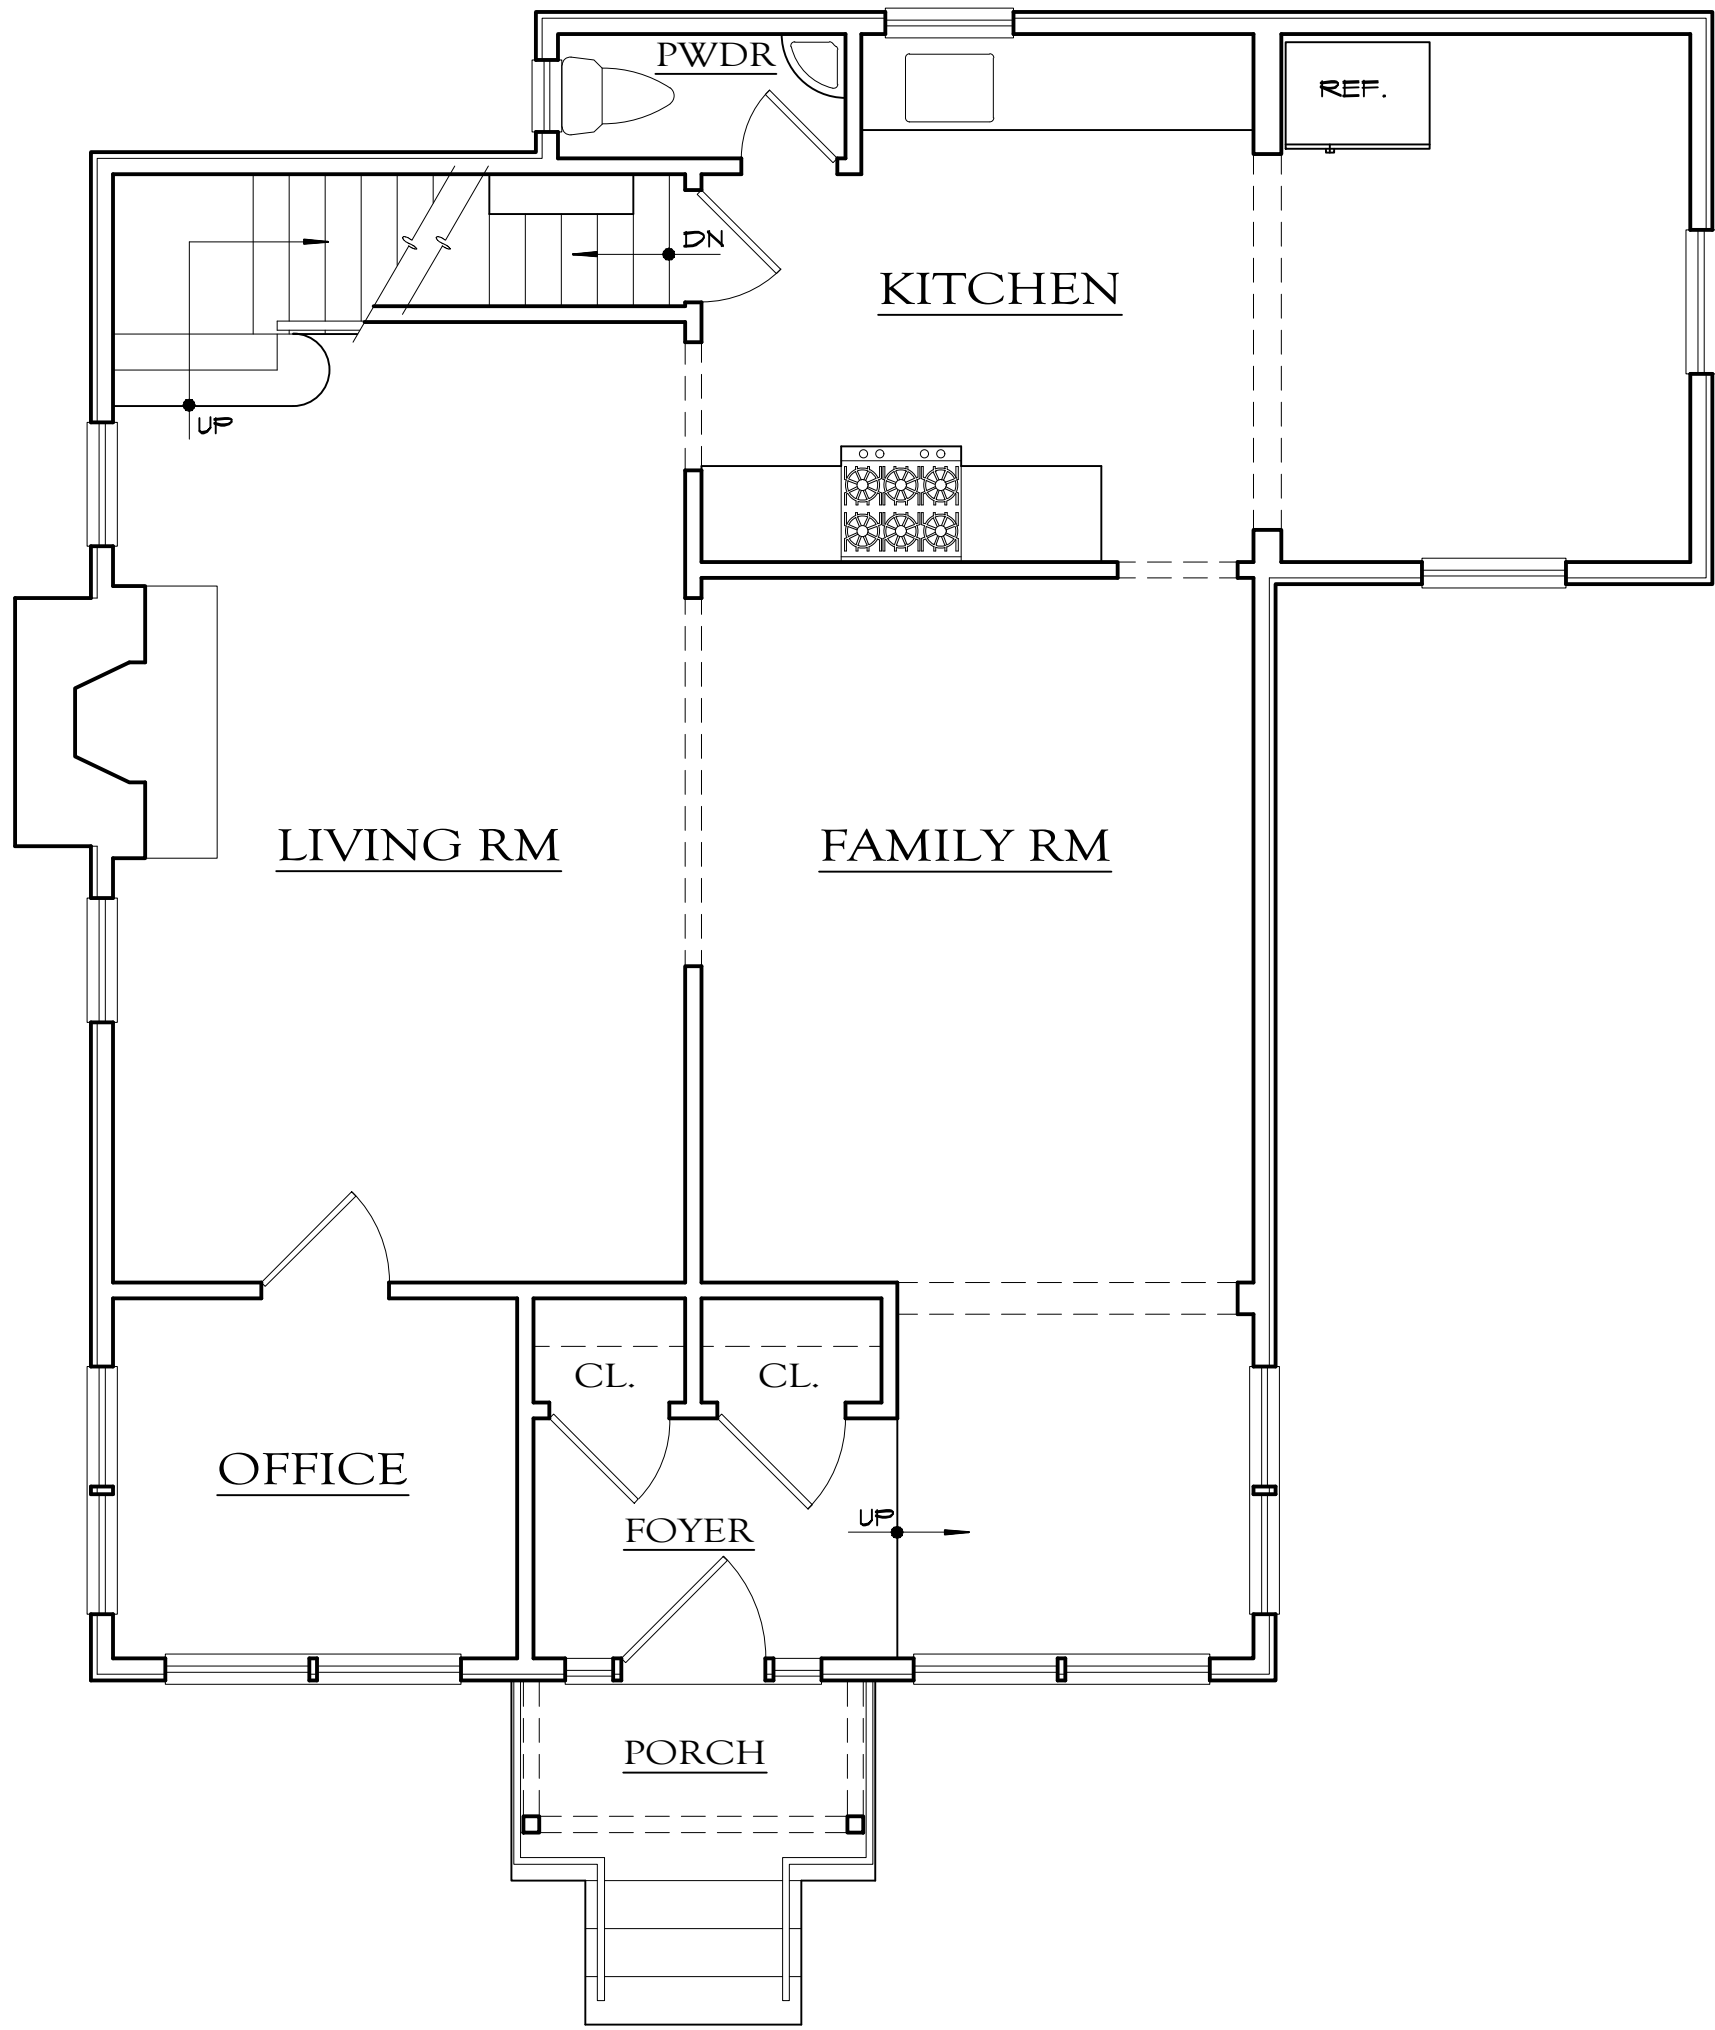 PWDR
REF.
DN
KITCHEN
UP
LIVING RM
FAMILY RM
CL.
CL.
OFFICE
UP
FOYER
PORCH